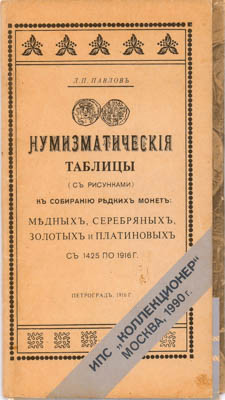 Л. П. ПАВЛОВЪ
НУМИЗМАТИЧЕСКІЯ
ТАБЛИЦЫ
(СЪ РИСУНКАМИ)
КЪ СОБИРАНІЮ РѢДКИХЪ МОНЕТЪ:
МѢДНЫХЪ, СЕРЕБРЯНЫХЪ,
ЗОЛОТЫХЪ и ПЛАТИНОВЫХЪ
СЪ 1425 ПО 1916 Г.
ПЕТРОГРАДЪ, 1916 Г
ИПС „КОЛЛЕКЦИОНЕР"
МОСКВА, 1990 г.